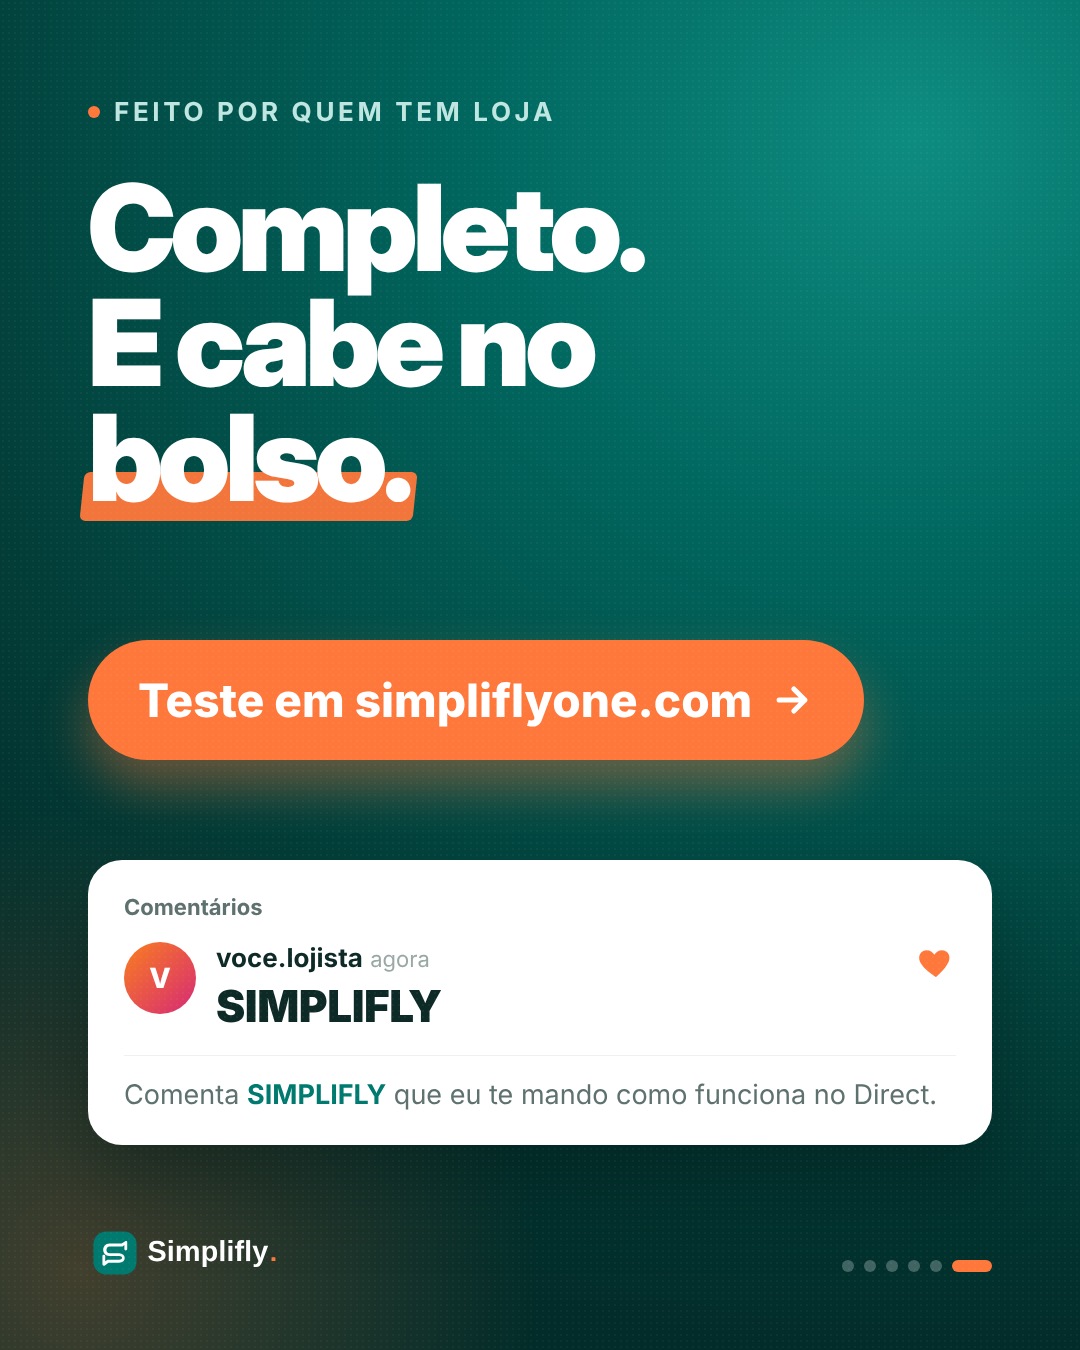 FEITO POR QUEM TEM LOJA
Completo.
E cabe no
bolso.
Teste em simpliflyone.com →
Comentários
V
voce.lojista agora
SIMPLIFLY
Comenta SIMPLIFLY que eu te mando como funciona no Direct.
Simplifly.